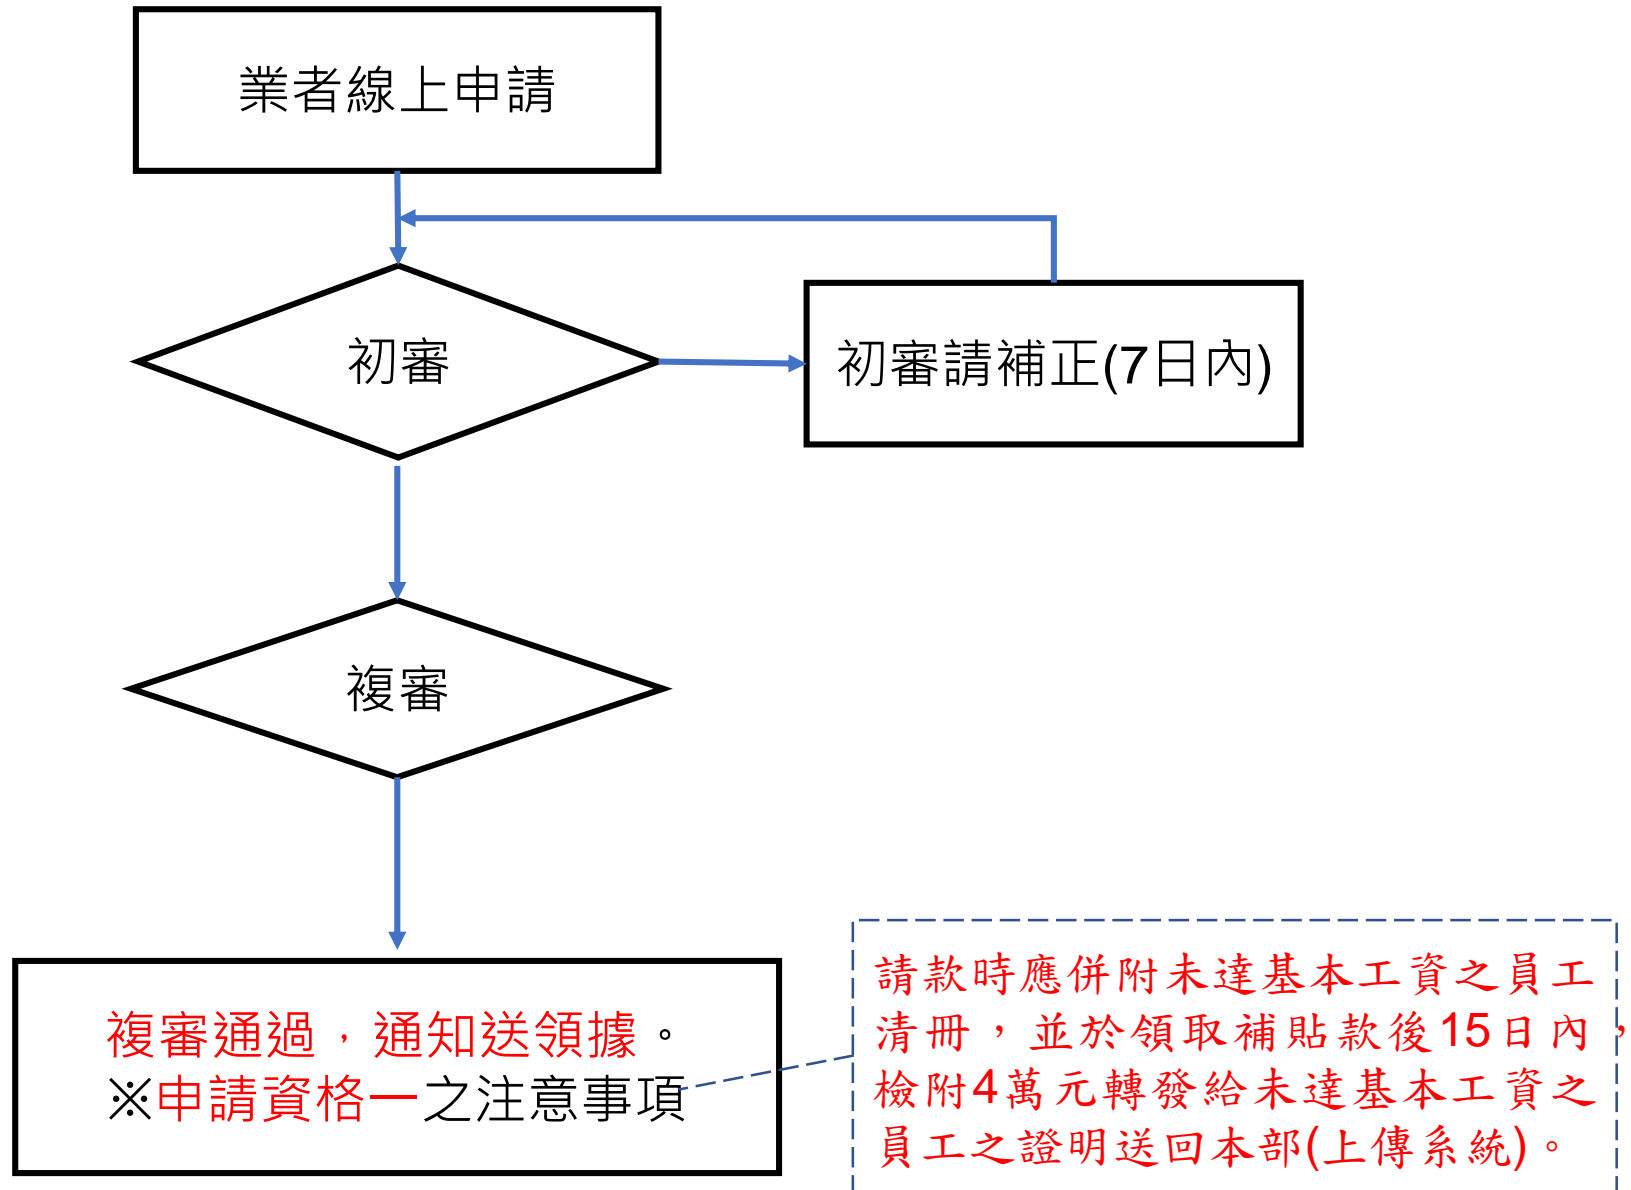 業者線上申請
初審
初審請補正(7日內)
複審
複審通過，通知送領據。
※申請資格一之注意事項
請款時應併附未達基本工資之員工
清冊，並於領取補貼款後15日內，
檢附4萬元轉發給未達基本工資之
員工之證明送回本部(上傳系統)。